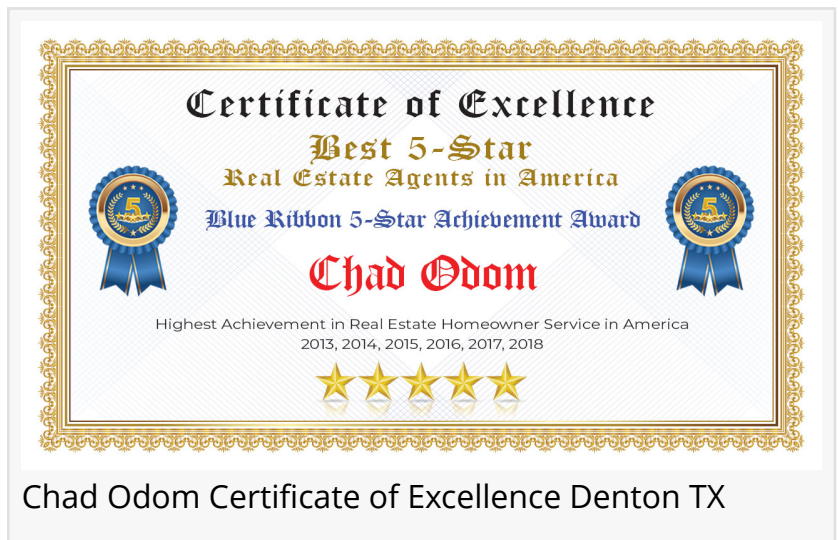 Certificate of Excellence
Best 5-Star
Real Estate Agents in America
Blue Ribbon 5-Star Achievement Award
5
5
Chad Odom
Highest Achievement in Real Estate Homeowner Service in America
2013, 2014, 2015, 2016, 2017, 2018
Chad Odom Certificate of Excellence Denton TX